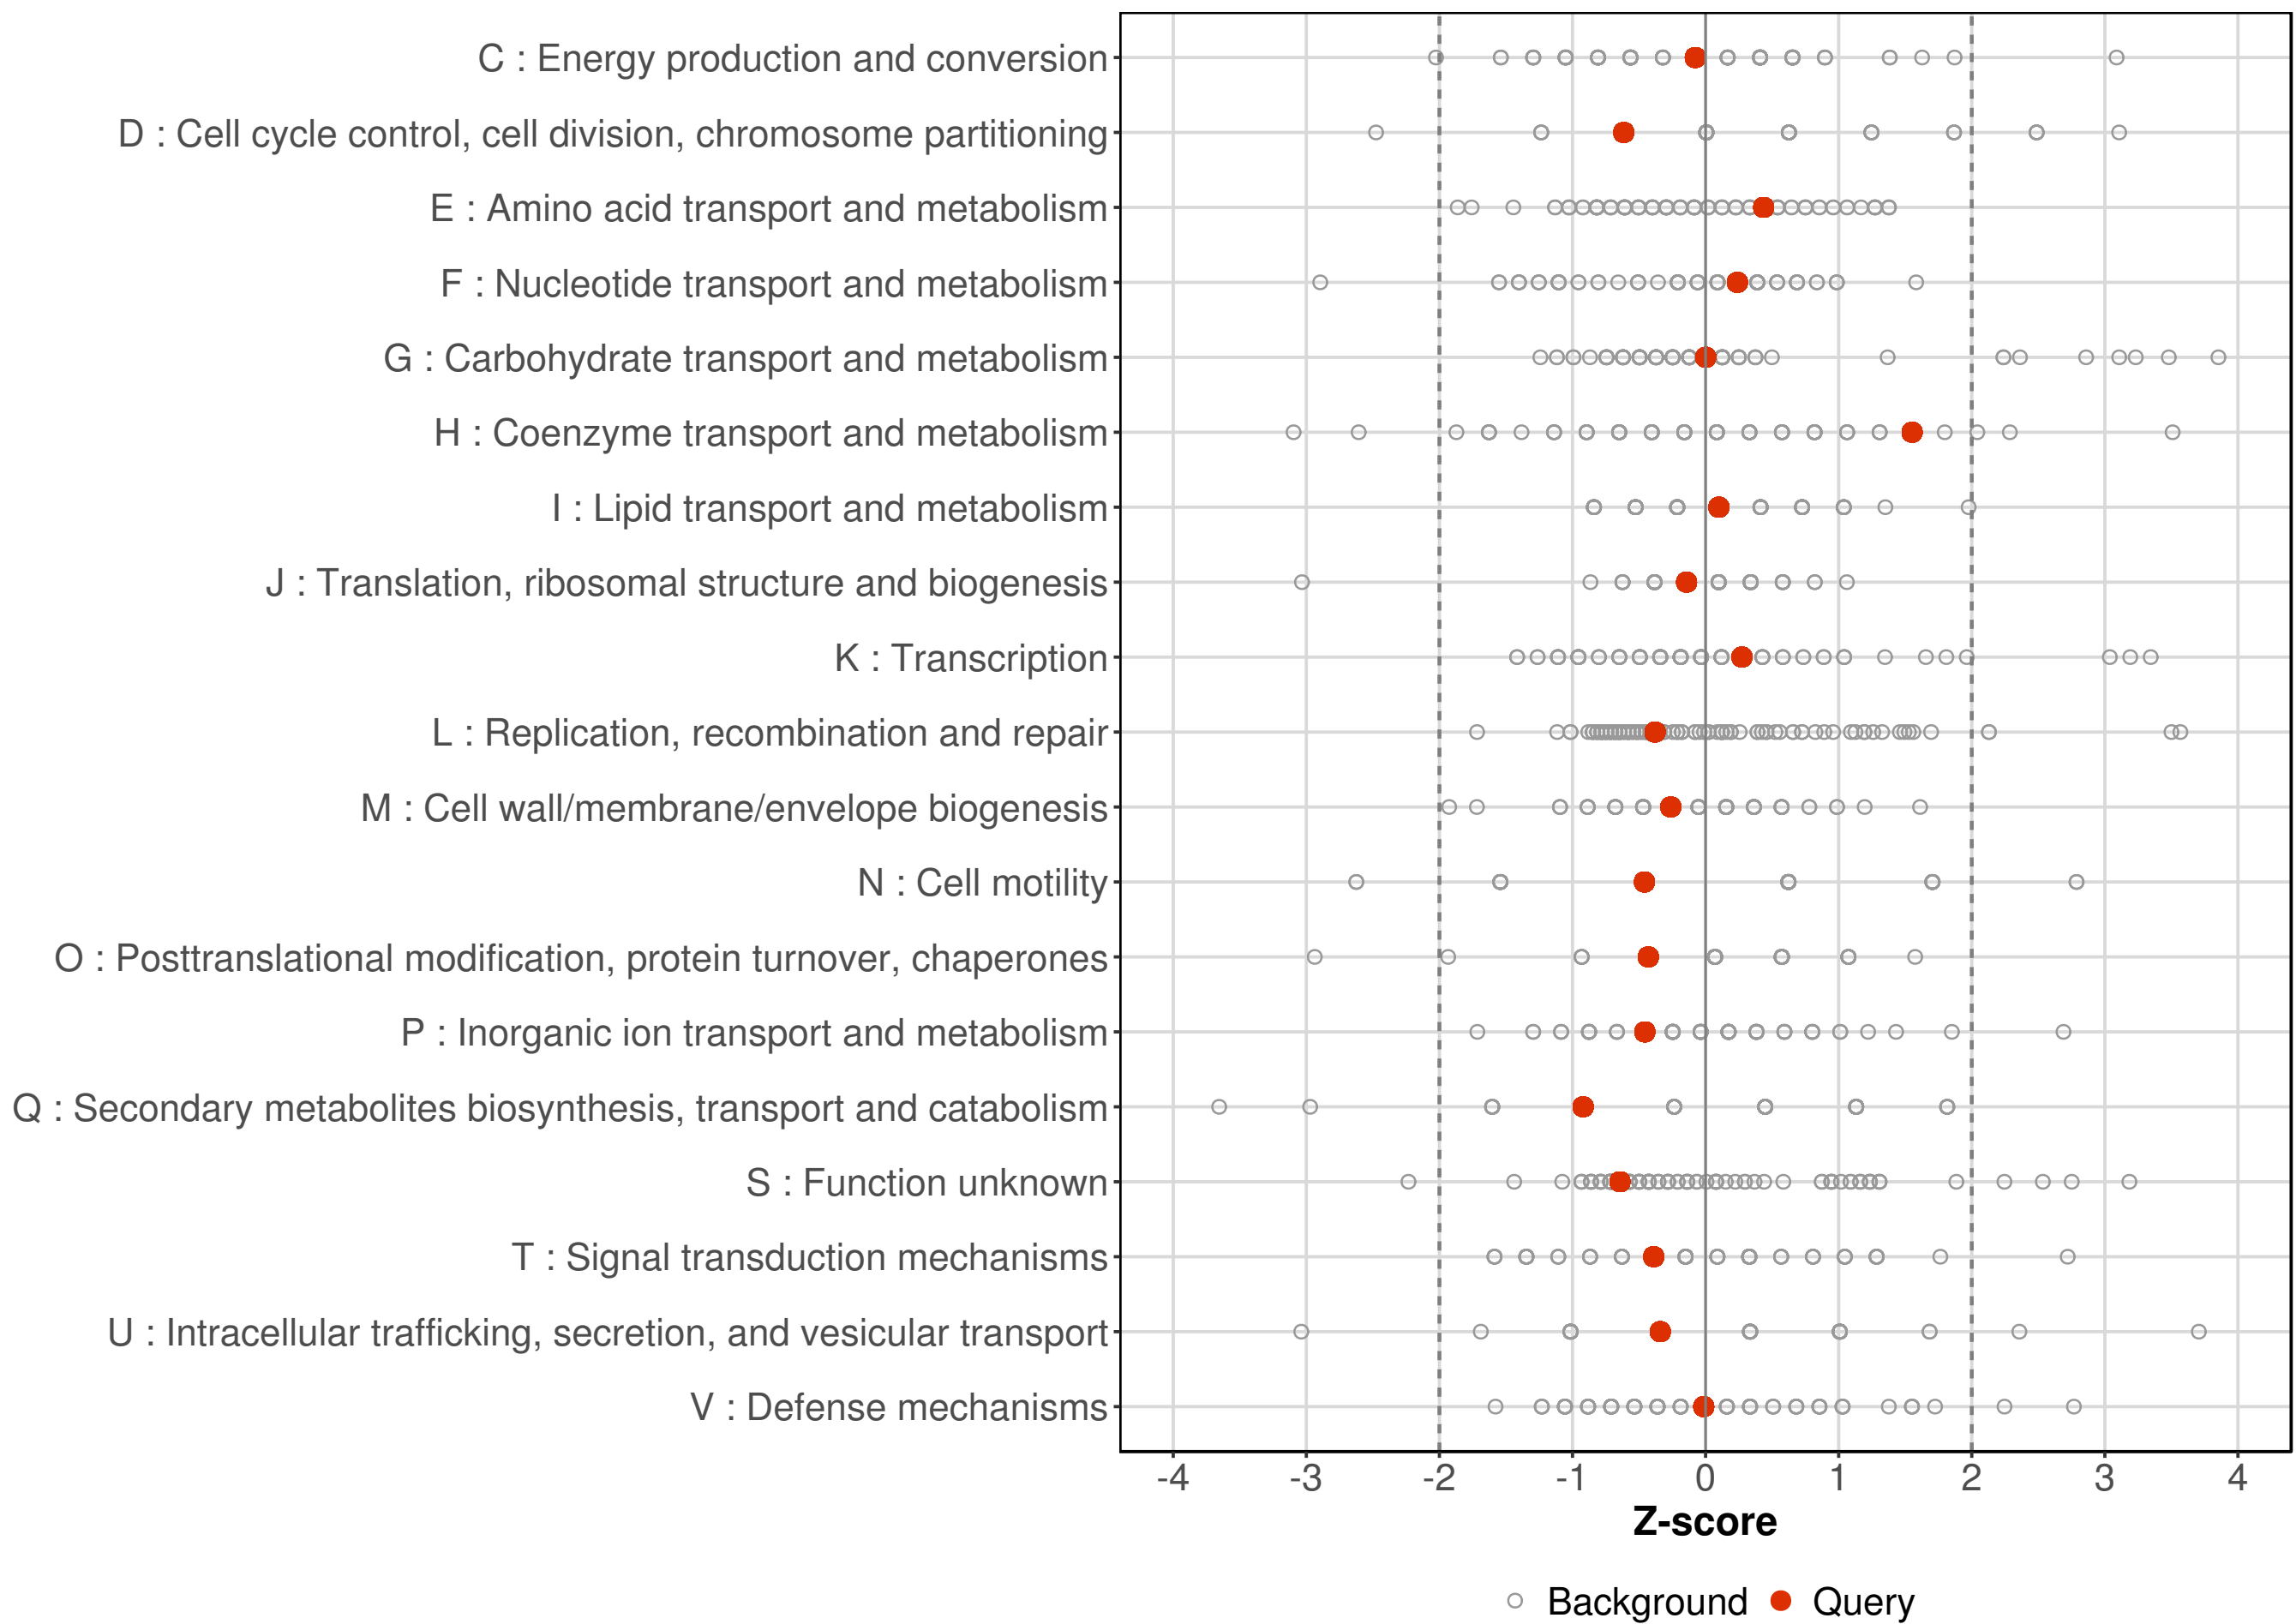 C : Energy production and conversion
D : Cell cycle control, cell division, chromosome partitioning
E : Amino acid transport and metabolism
F : Nucleotide transport and metabolism
G : Carbohydrate transport and metabolism
H : Coenzyme transport and metabolism
I : Lipid transport and metabolism
J : Translation, ribosomal structure and biogenesis
K : Transcription
L : Replication, recombination and repair
M : Cell wall/membrane/envelope biogenesis
N : Cell motility
O : Posttranslational modification, protein turnover, chaperones
P : Inorganic ion transport and metabolism
Q : Secondary metabolites biosynthesis, transport and catabolism
S : Function unknown
T : Signal transduction mechanisms
U : Intracellular trafficking, secretion, and vesicular transport
V : Defense mechanisms
-4 -3 -2 -1 0 1 2 3 4
Z-score
Background Query